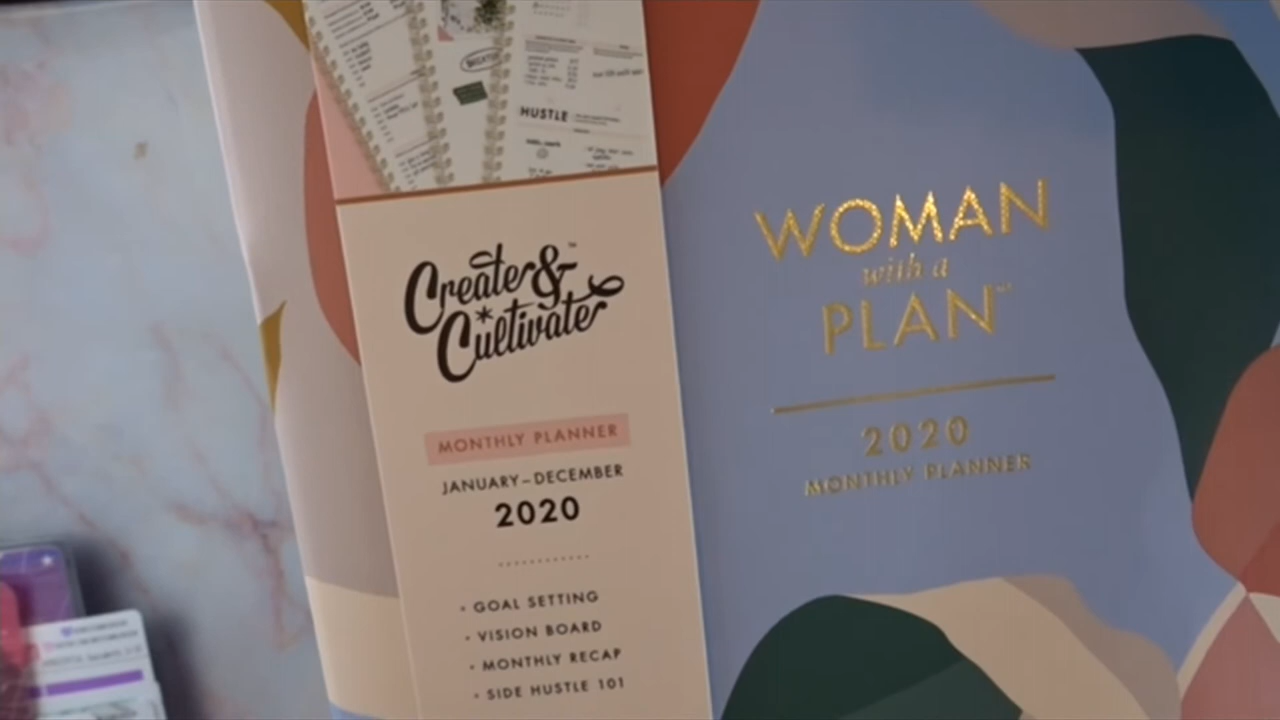 BRIGHTON
HUSTLE
Create &
Cultivate
MONTHLY PLANNER
JANUARY–DECEMBER
2020
• GOAL SETTING
• VISION BOARD
• MONTHLY RECAP
• SIDE HUSTLE 101
WOMAN
with a
PLAN
2020
MONTHLY PLANNER